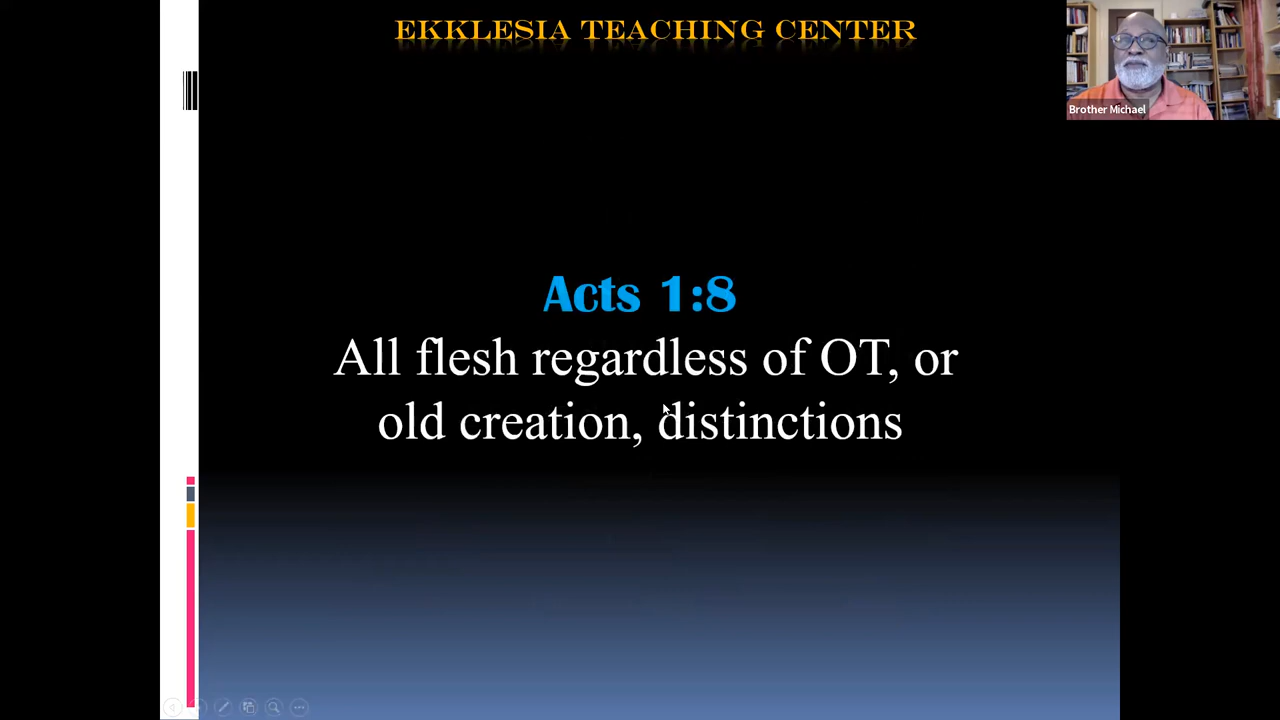 EKKLESIA TEACHING CENTER
Brother Michael
Acts 1:8
All flesh regardless of OT, or
old creation, distinctions